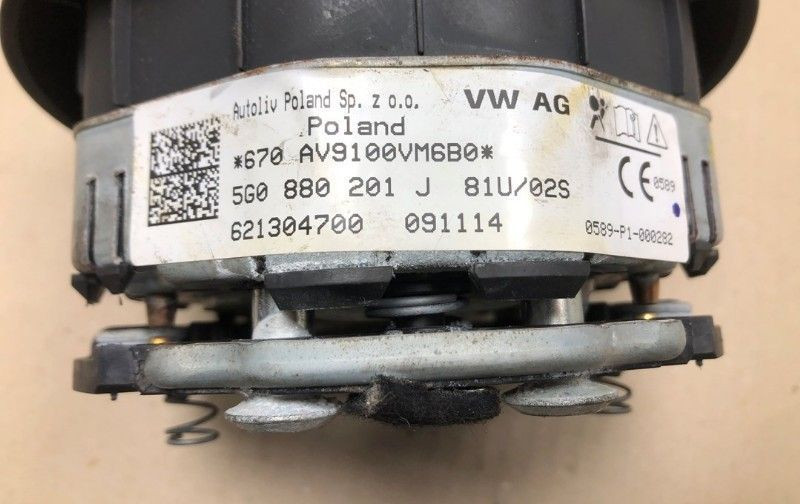 Autoliv Poland Sp. z o.o. VW AG
Poland
*670 AV9100VM6B0*
CE 0589
5G0 880 201 J 81U/02S
621304700 091114 0589-P1-000282